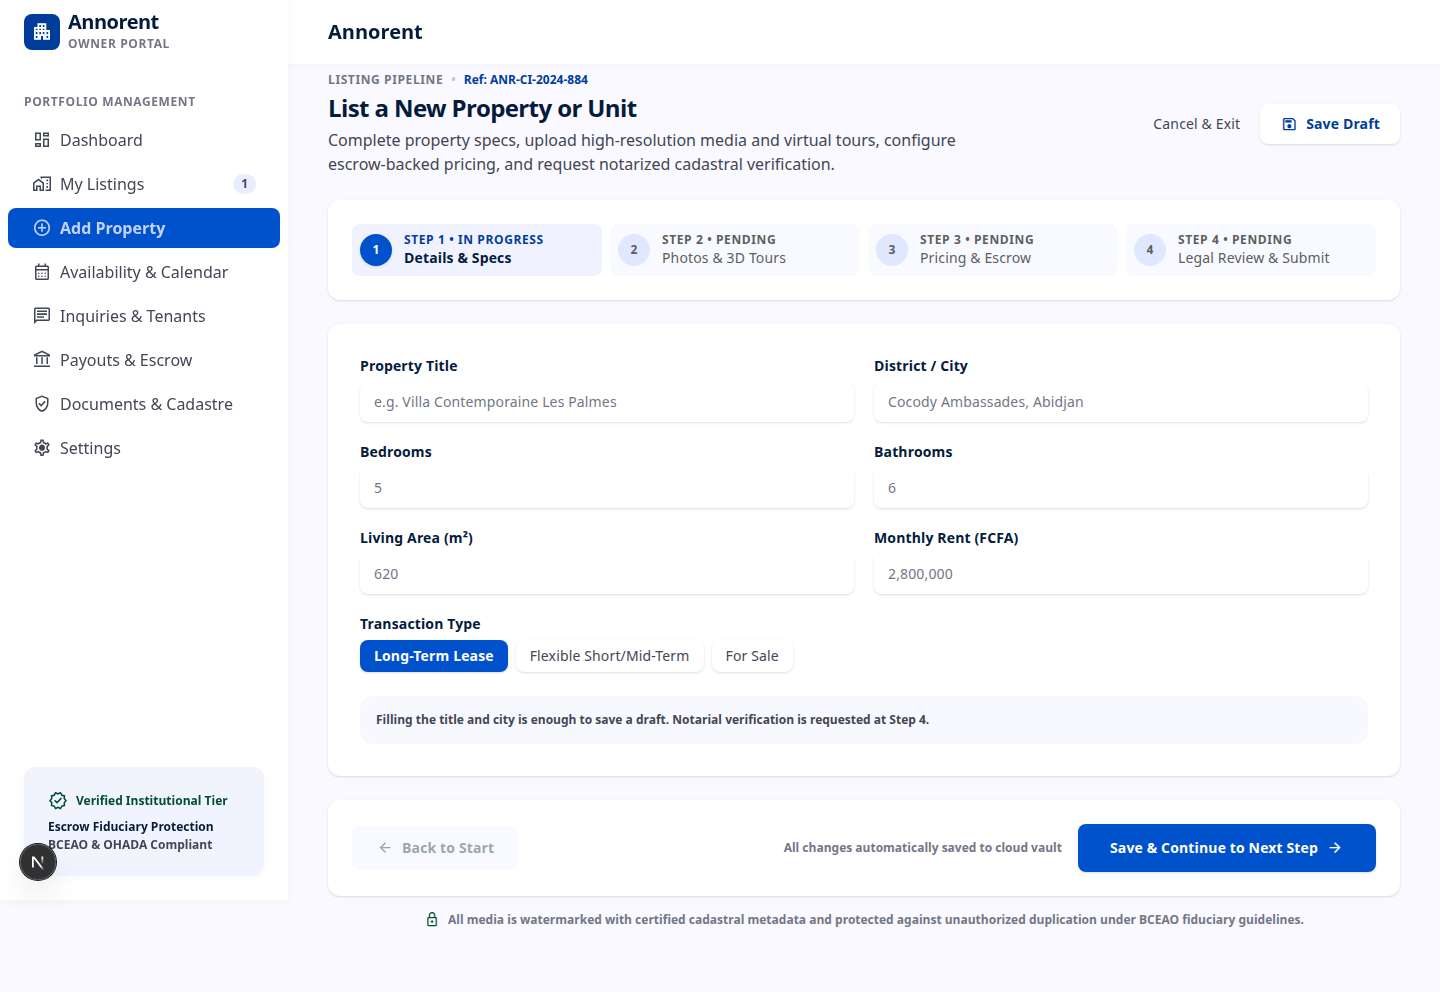 Annorent
OWNER PORTAL
PORTFOLIO MANAGEMENT
Dashboard
My Listings
1
Add Property
Availability & Calendar
Inquiries & Tenants
Payouts & Escrow
Documents & Cadastre
Settings
Verified Institutional Tier
Escrow Fiduciary Protection
BCEAO & OHADA Compliant
N
Annorent
LISTING PIPELINE • Ref: ANR-CI-2024-884
List a New Property or Unit
Complete property specs, upload high-resolution media and virtual tours, configure
escrow-backed pricing, and request notarized cadastral verification.
Cancel & Exit
Save Draft
1
STEP 1 • IN PROGRESS
Details & Specs
2
STEP 2 • PENDING
Photos & 3D Tours
3
STEP 3 • PENDING
Pricing & Escrow
4
STEP 4 • PENDING
Legal Review & Submit
Property Title
e.g. Villa Contemporaine Les Palmes
District / City
Cocody Ambassades, Abidjan
Bedrooms
5
Bathrooms
6
Living Area (m²)
620
Monthly Rent (FCFA)
2,800,000
Transaction Type
Long-Term Lease
Flexible Short/Mid-Term
For Sale
Filling the title and city is enough to save a draft. Notarial verification is requested at Step 4.
Back to Start
All changes automatically saved to cloud vault
Save & Continue to Next Step
All media is watermarked with certified cadastral metadata and protected against unauthorized duplication under BCEAO fiduciary guidelines.